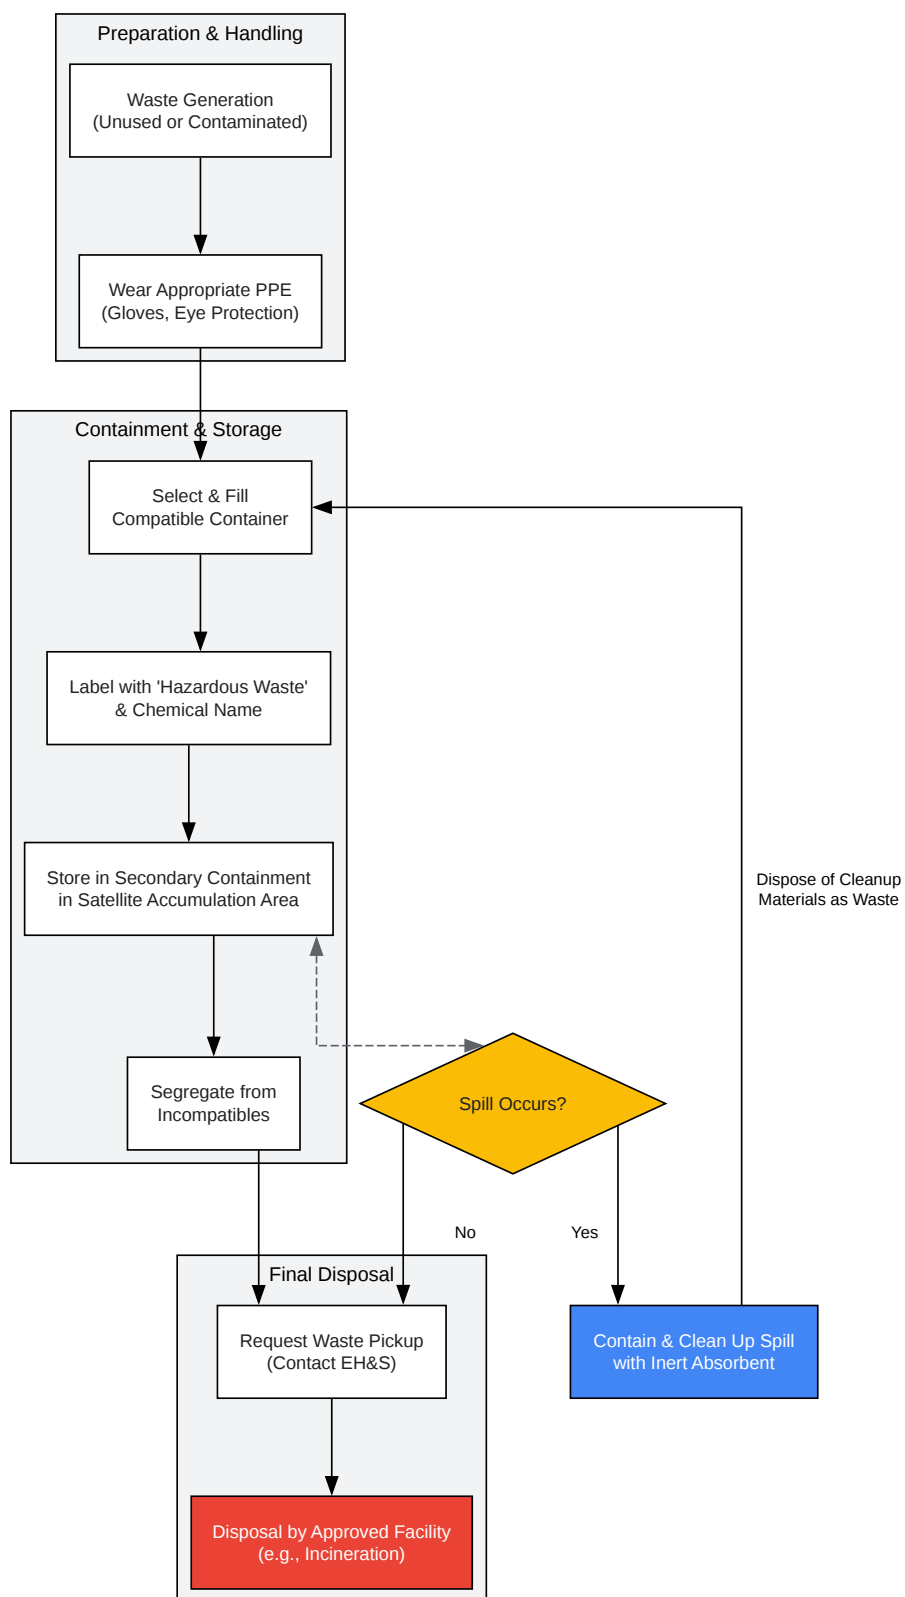 Preparation & Handling
Waste Generation
(Unused or Contaminated)
Wear Appropriate PPE
(Gloves, Eye Protection)
Containment & Storage
Select & Fill
Compatible Container
Label with 'Hazardous Waste'
& Chemical Name
Store in Secondary Containment
in Satellite Accumulation Area
Dispose of Cleanup
Materials as Waste
Segregate from
Incompatibles
Spill Occurs?
No
Yes
Final Disposal
Request Waste Pickup
(Contact EH&S)
Contain & Clean Up Spill
with Inert Absorbent
Disposal by Approved Facility
(e.g., Incineration)